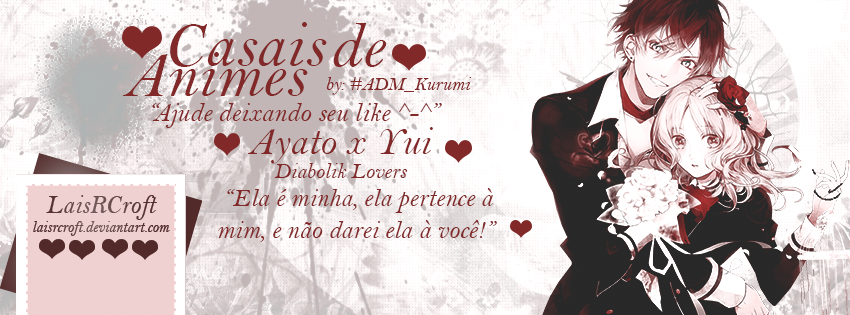 Casais de
Animes by: #ADM_Kurumi
“Ajude deixando seu like ^-^”
Ayato x Yui
Diabolik Lovers
“Ela é minha, ela pertence à
mim, e não darei ela à você!”
LaisRCroft
laisrcroft.deviantart.com